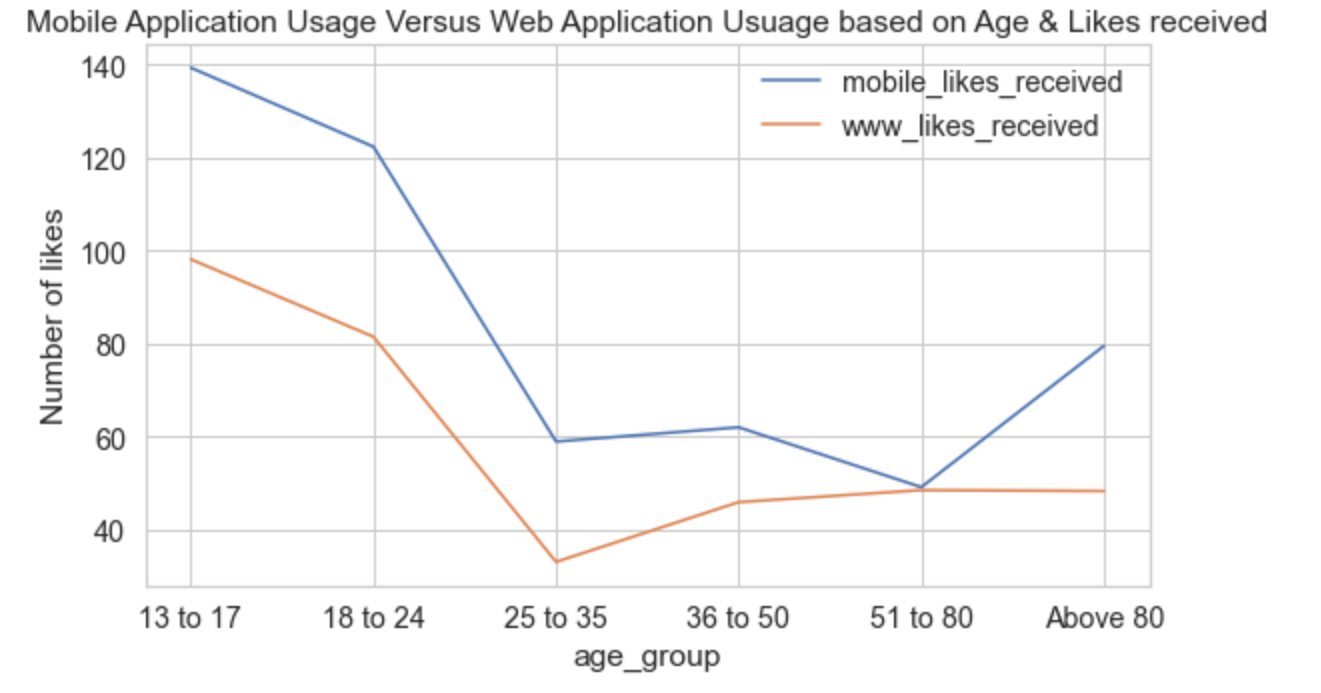 Mobile Application Usage Versus Web Application Usuage based on Age & Likes received
mobile_likes_received
www_likes_received
Number of likes
140
120
100
80
60
40
13 to 17 18 to 24 25 to 35 36 to 50 51 to 80 Above 80
age_group